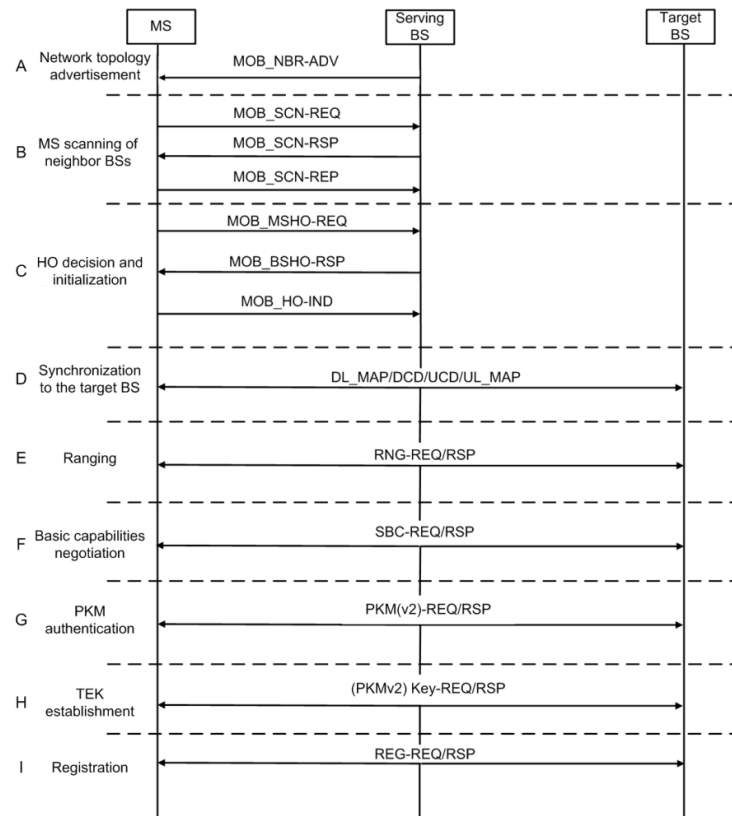 MS
Serving
BS
Target
BS
A
Network topology
advertisement
MOB_NBR-ADV
B
MS scanning of
neighbor BSs
MOB_SCN-REQ
MOB_SCN-RSP
MOB_SCN-REP
C
HO decision and
initialization
MOB_MSHO-REQ
MOB_BSHO-RSP
MOB_HO-IND
D
Synchronization
to the target BS
DL_MAP/DCD/UCD/UL_MAP
E
Ranging
RNG-REQ/RSP
F
Basic capabilities
negotiation
SBC-REQ/RSP
G
PKM
authentication
PKM(v2)-REQ/RSP
H
TEK
establishment
(PKMv2) Key-REQ/RSP
I
Registration
REG-REQ/RSP